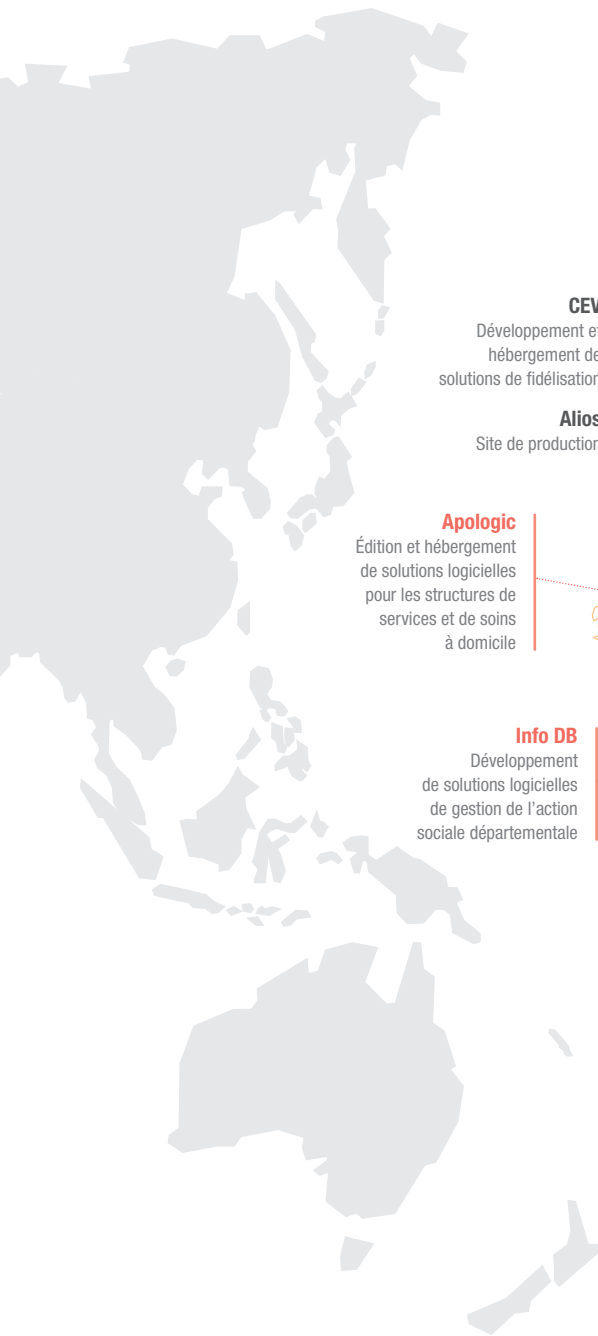 CEV
Développement et
hébergement de
solutions de fidélisation
Alios
Site de production
Apologic
Édition et hébergement
de solutions logicielles
pour les structures de
services et de soins
à domicile
Info DB
Développement
de solutions logicielles
de gestion de l’action
sociale départementale